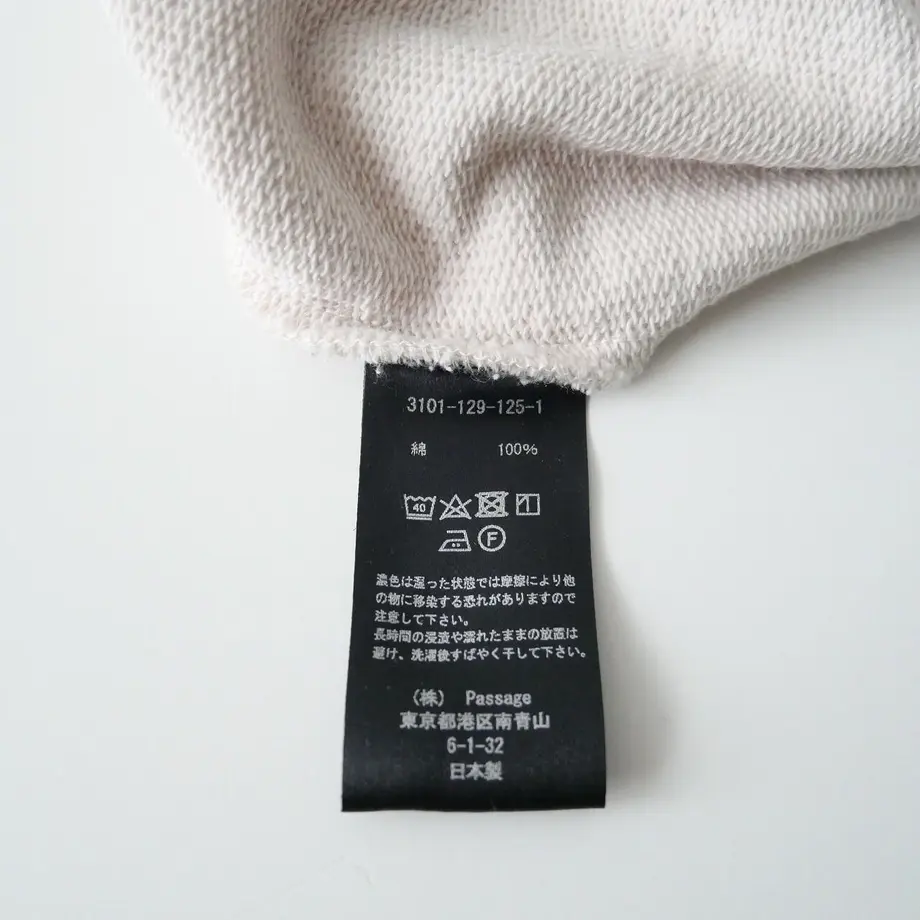 3101-129-125-1
綿 100%
40
F
濃色は湿った状態では摩擦により他
の物に移染する恐れがありますので
注意して下さい。
長時間の浸漬や濡れたままの放置は
避け、洗濯後すばやく干して下さい。
(株) Passage
東京都港区南青山
6-1-32
日本製